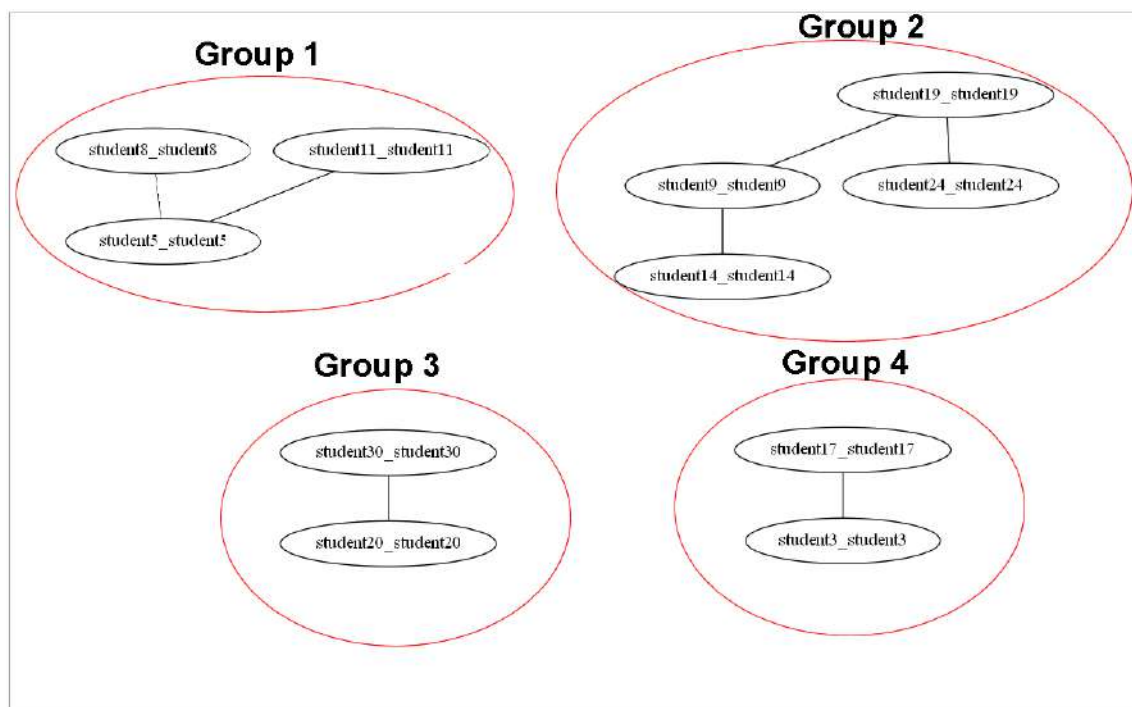 Group 1
student8_student8
student11_student11
student5_student5
Group 2
student19_student19
student9_student9
student24_student24
student14_student14
Group 3
student30_student30
student20_student20
Group 4
student17_student17
student3_student3